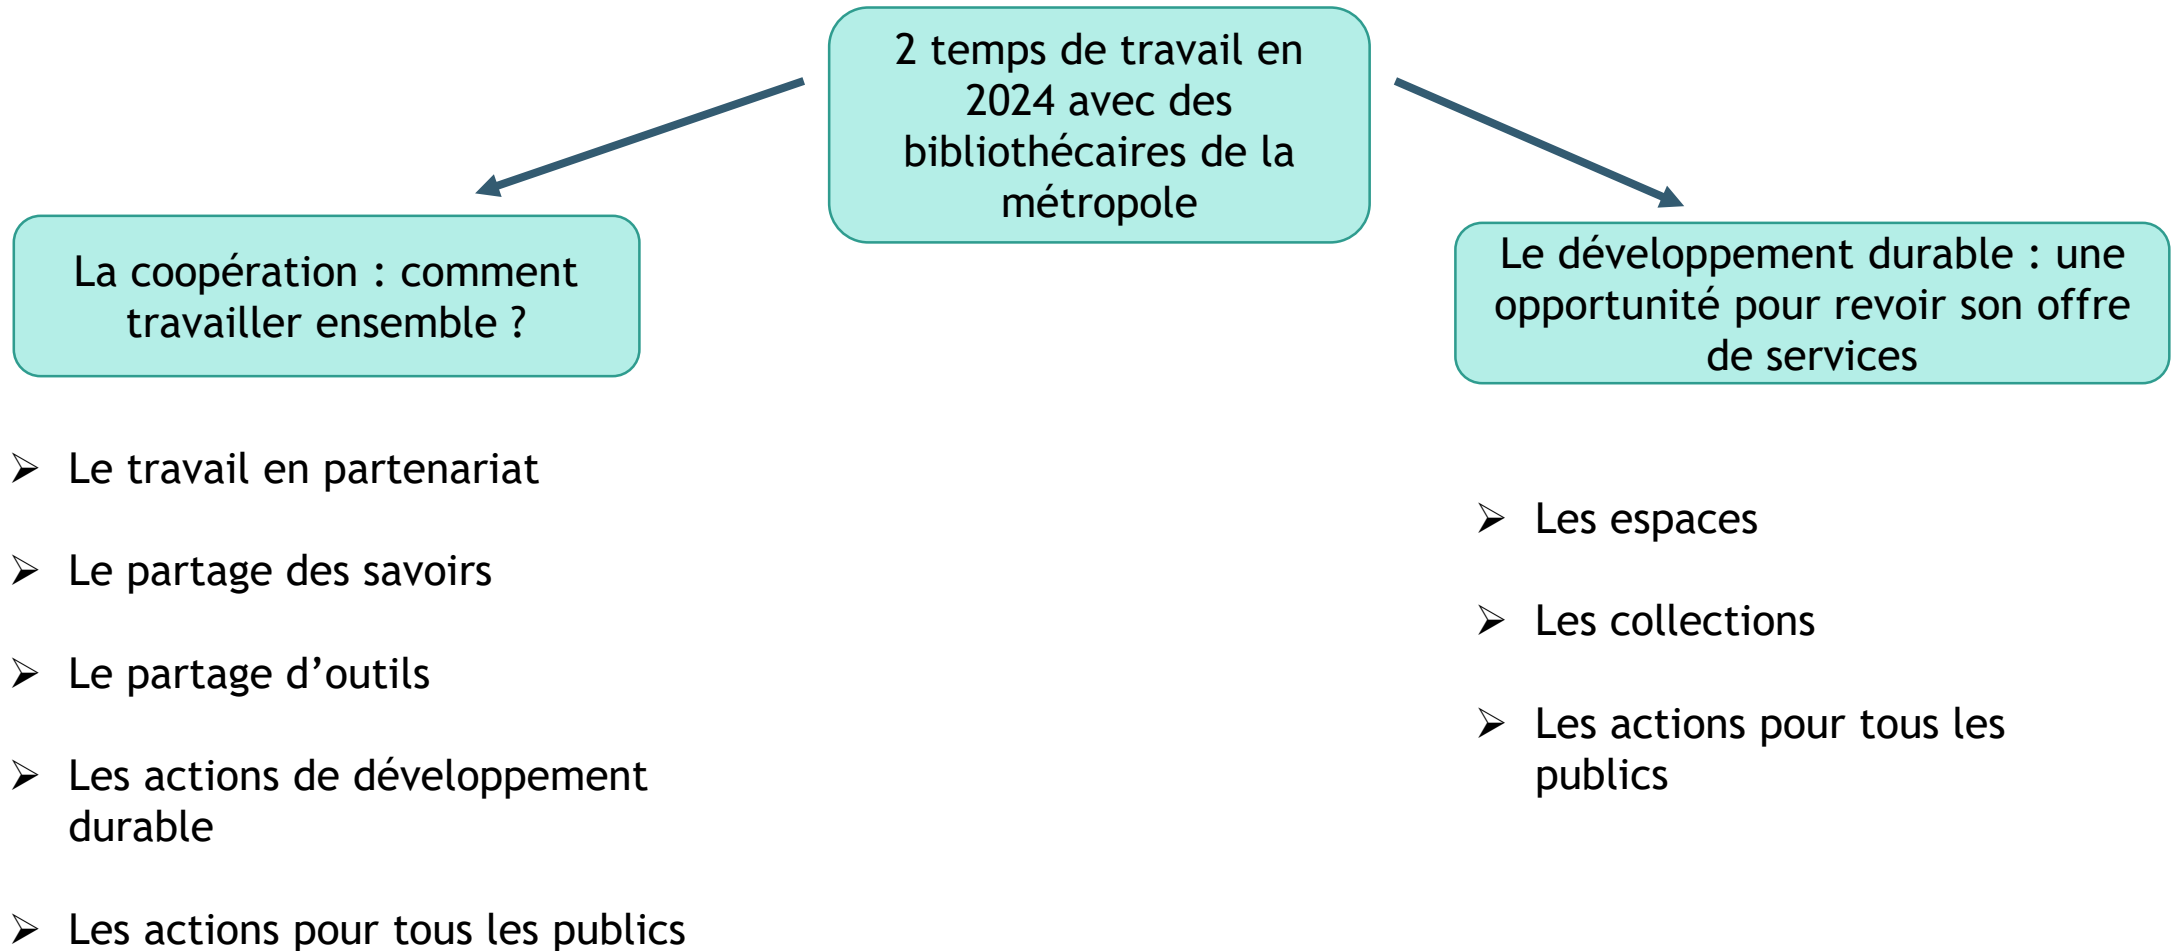 2 temps de travail en
2024 avec des
bibliothécaires de la
métropole
La coopération : comment
travailler ensemble ?
➢ Le travail en partenariat
➢ Le partage des savoirs
➢ Le partage d’outils
➢ Les actions de développement
durable
➢ Les actions pour tous les publics
Le développement durable : une
opportunité pour revoir son offre
de services
➢ Les espaces
➢ Les collections
➢ Les actions pour tous les
publics